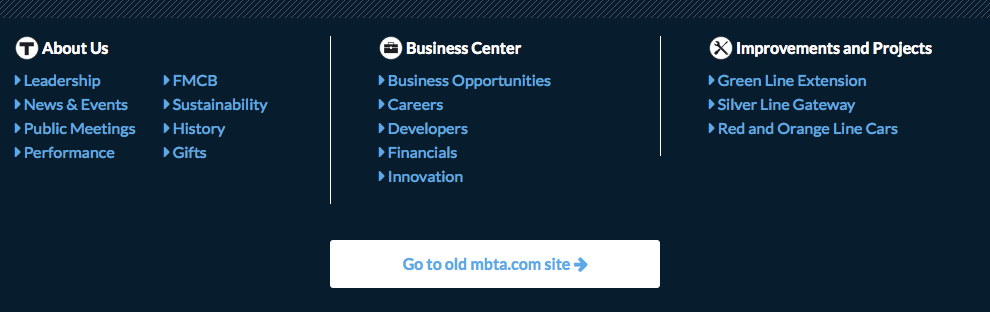 T About Us
Leadership
News & Events
Public Meetings
Performance
FMCB
Sustainability
History
Gifts
Business Center
Business Opportunities
Careers
Developers
Financials
Innovation
Improvements and Projects
Green Line Extension
Silver Line Gateway
Red and Orange Line Cars
Go to old mbta.com site